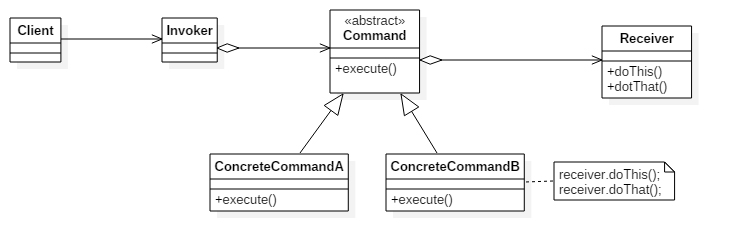 Client
Invoker
«abstract»
Command
+execute()
Receiver
+doThis()
+dotThat()
ConcreteCommandA
+execute()
ConcreteCommandB
+execute()
receiver.doThis();
receiver.doThat();